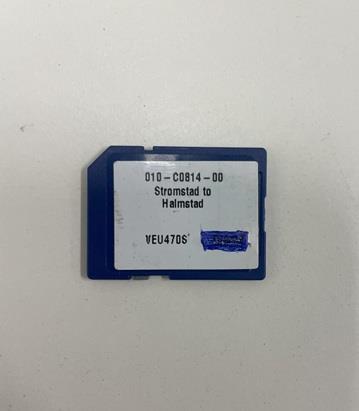 010-C0814-00
Stromstad to
Halmstad
VEU470S